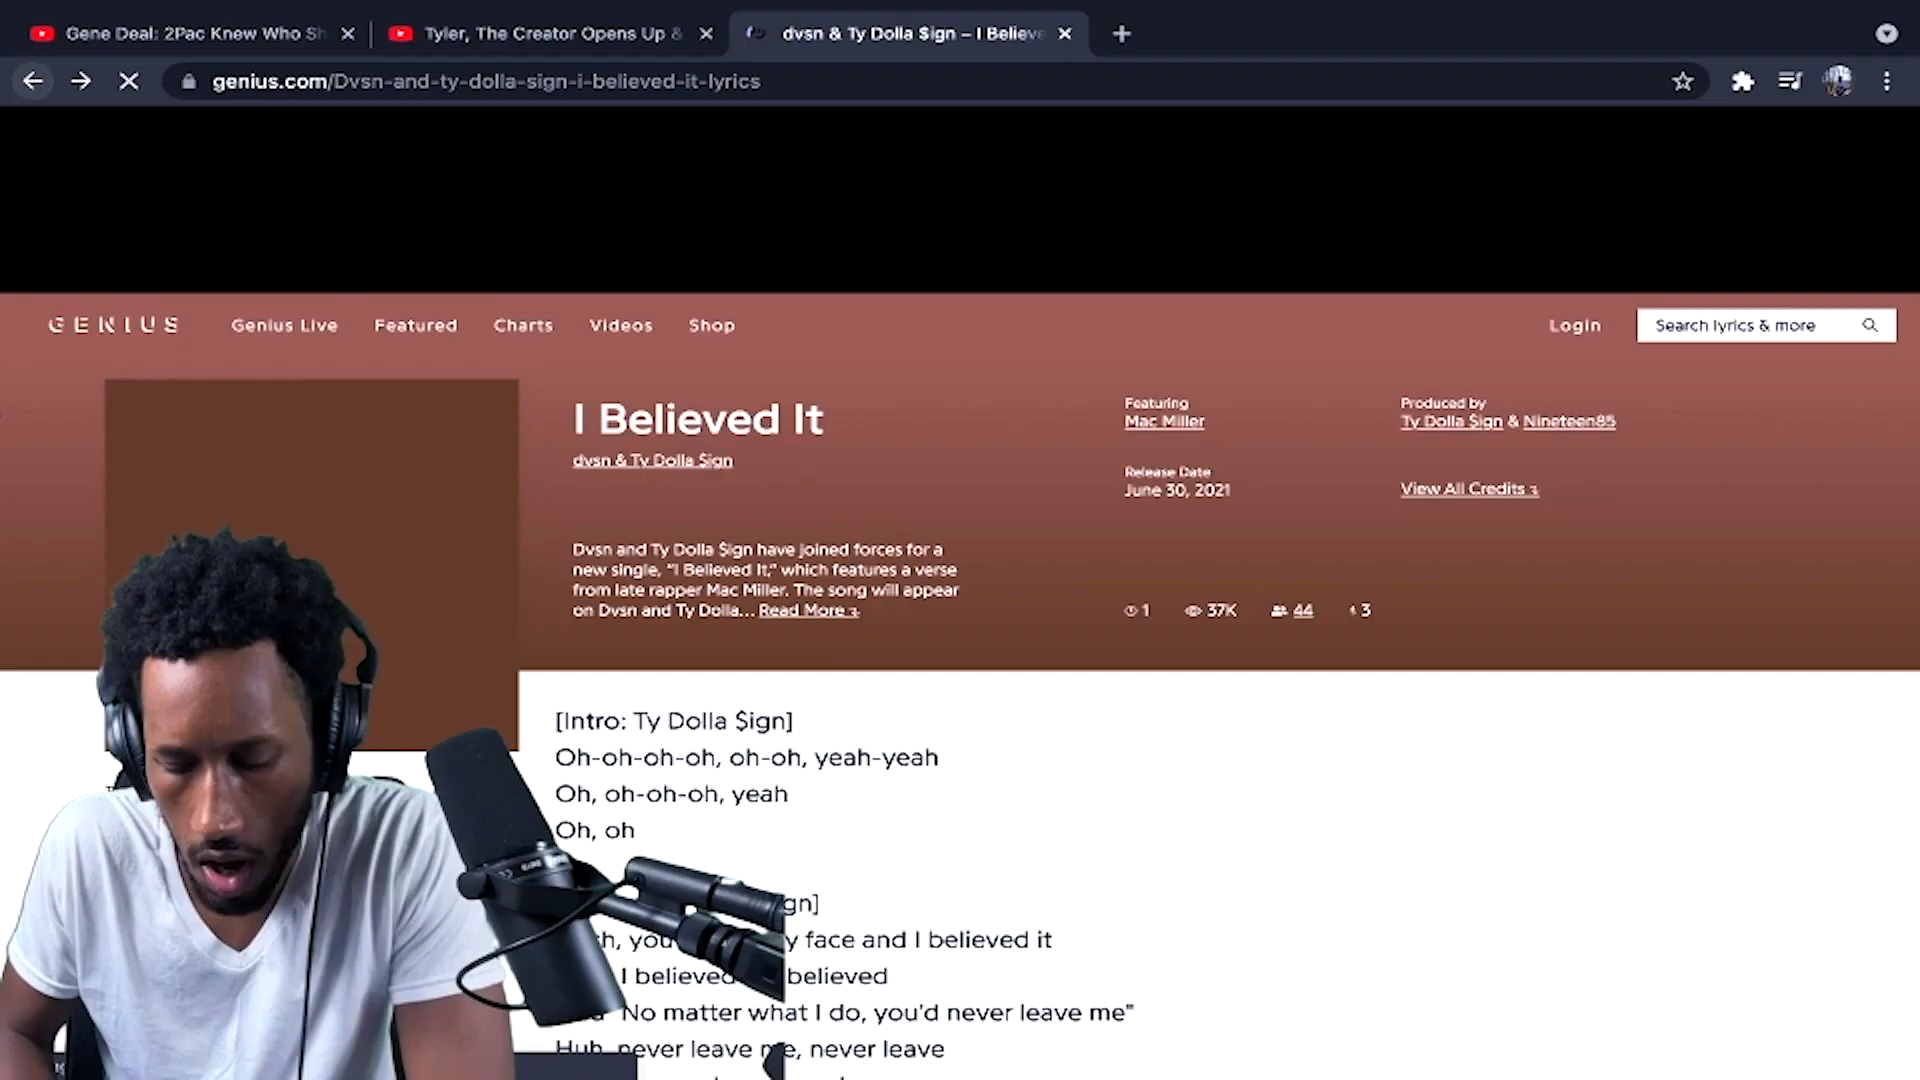 Gene Deal: 2Pac Knew Who Sh
Tyler, The Creator Opens Up &
dvsn & Ty Dolla $ign – I Believe
genius.com/Dvsn-and-ty-dolla-sign-i-believed-it-lyrics
GENIUS
Genius Live
Featured
Charts
Videos
Shop
Login
Search lyrics & more
I Believed It
dvsn & Ty Dolla $ign
Featuring
Mac Miller
Produced by
Ty Dolla $ign & Nineteen85
Release Date
June 30, 2021
View All Credits
Dvsn and Ty Dolla $ign have joined forces for a
new single, “I Believed It,” which features a verse
from late rapper Mac Miller. The song will appear
on Dvsn and Ty Dolla… Read More
1
37K
44
3
[Intro: Ty Dolla $ign]
Oh-oh-oh-oh, oh-oh, yeah-yeah
Oh, oh-oh-oh, yeah
Oh, oh
gn]
h, you y face and I believed it
I believed believed
No matter what I do, you'd never leave me"
Huh, never leave me, never leave